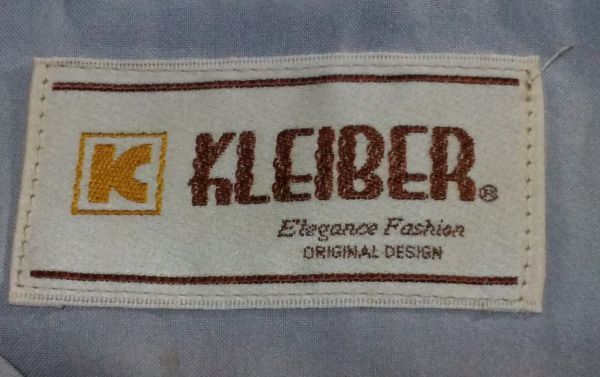 K KLEIBER®
Elegance Fashion
ORIGINAL DESIGN